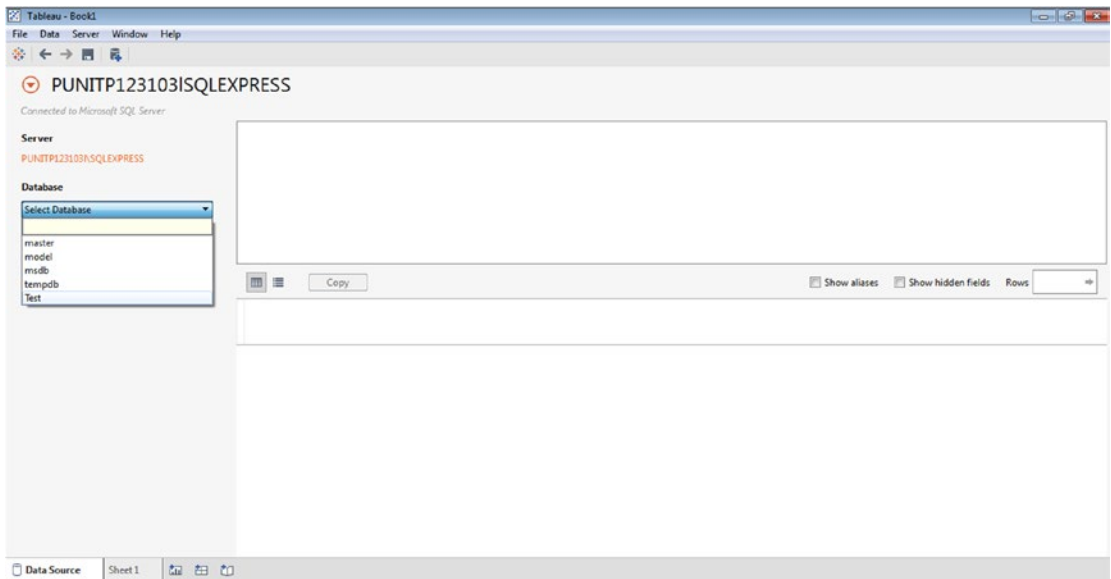 Tableau - Book1
File Data Server Window Help
PUNITP123103lSQLEXPRESS
Connected to Microsoft SQL Server
Server
PUNITP123103\SQLEXPRESS
Database
Select Database
master
model
msdb
tempdb
Test
Copy
Show aliases Show hidden fields Rows
Data Source Sheet 1